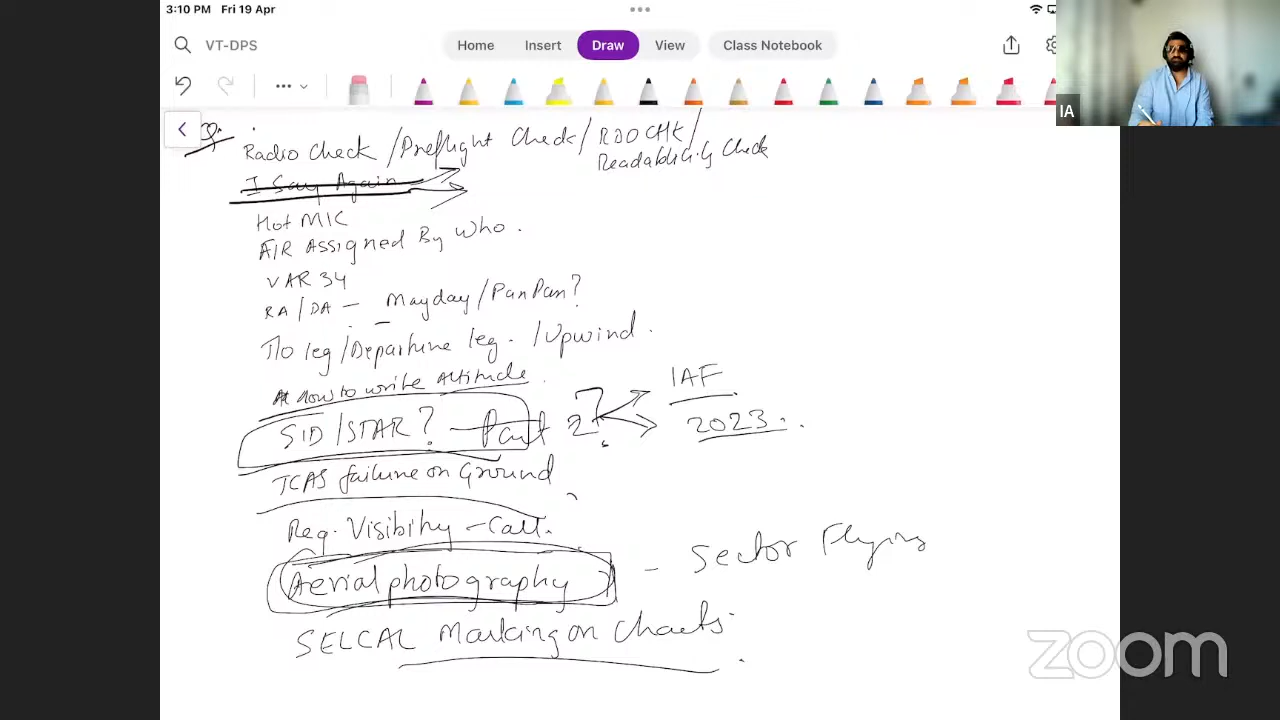 3:10 PM Fri 19 Apr
VT-DPS
Home Insert Draw View Class Notebook
IA
Radio Check / Preflight Check / RDO CHK /
Readability Check
I Say Again
Hot MIC
AIR Assigned By Who.
VAR 34
RA/DA - Mayday/PanPan?
T/o leg/Departure leg. /Upwind.
How to write Altitude.
SID/STAR? - Part 2?
IAF
2023.
TCAS failure on Ground
Req. Visibility - Call.
Aerial photography - Sector Flying
SELCAL Marking on Charts.
zoom